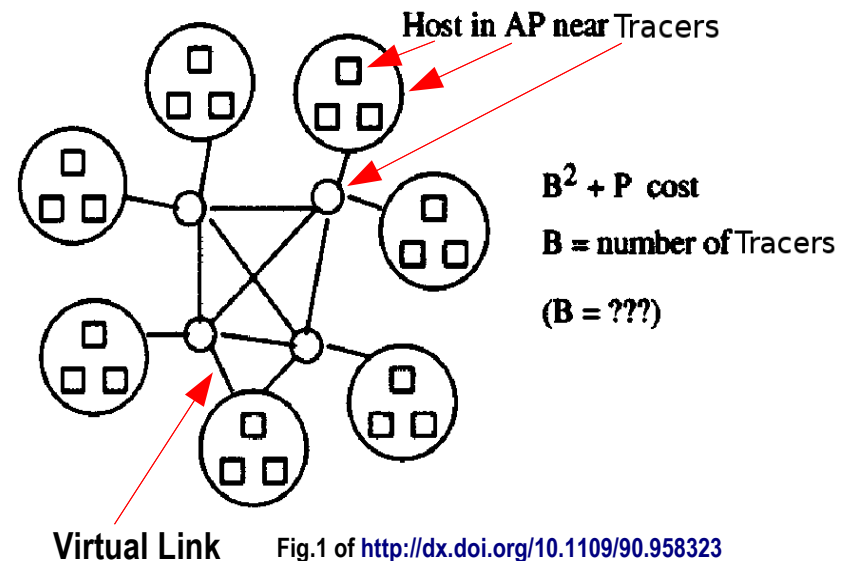 Host in AP near Tracers
B² + P cost
B = number of Tracers
(B = ???)
Virtual Link
Fig.1 of http://dx.doi.org/10.1109/90.958323